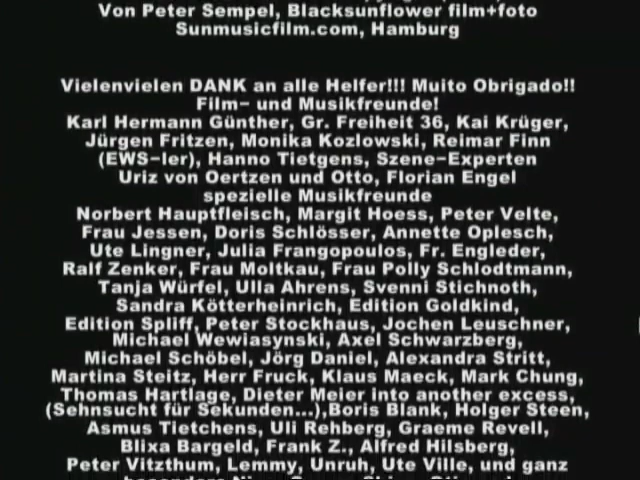 Von Peter Sempel, Blacksunflower film+foto
Sunmusicfilm.com, Hamburg
Vielenvielen DANK an alle Helfer!!! Muito Obrigado!!
Film- und Musikfreunde!
Karl Hermann Günther, Gr. Freiheit 36, Kai Krüger,
Jürgen Fritzen, Monika Kozlowski, Reimar Finn
(EWS-ler), Hanno Tietgens, Szene-Experten
Uriz von Oertzen und Otto, Florian Engel
spezielle Musikfreunde
Norbert Hauptfleisch, Margit Hoess, Peter Velte,
Frau Jessen, Doris Schlösser, Annette Oplesch,
Ute Lingner, Julia Frangopoulos, Fr. Engleder,
Ralf Zenker, Frau Moltkau, Frau Polly Schlodtmann,
Tanja Würfel, Ulla Ahrens, Svenni Stichnoth,
Sandra Kötterheinrich, Edition Goldkind,
Edition Spliff, Peter Stockhaus, Jochen Leuschner,
Michael Wewiasynski, Axel Schwarzberg,
Michael Schöbel, Jörg Daniel, Alexandra Stritt,
Martina Steitz, Herr Fruck, Klaus Maeck, Mark Chung,
Thomas Hartlage, Dieter Meier into another excess,
(Sehnsucht für Sekunden...),Boris Blank, Holger Steen,
Asmus Tietchens, Uli Rehberg, Graeme Revell,
Blixa Bargeld, Frank Z., Alfred Hilsberg,
Peter Vitzthum, Lemmy, Unruh, Ute Ville, und ganz